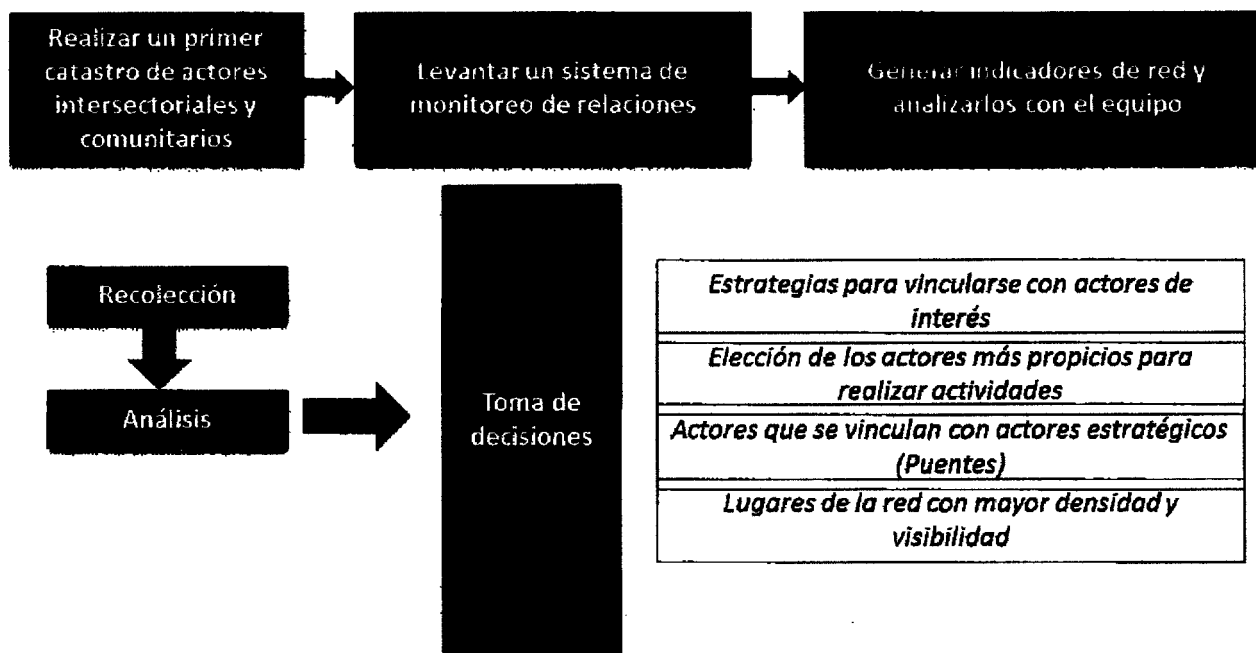 Realizar un primer
catastro de actores
intersectoriales y
comunitarios
Levantar un sistema de
monitoreo de relaciones
Generar indicadores de red y
analizarlos con el equipo
Recolección
Análisis
Toma de
decisiones
Estrategias para vincularse con actores de
interés
Elección de los actores más propicios para
realizar actividades
Actores que se vinculan con actores estratégicos
(Puentes)
Lugares de la red con mayor densidad y
visibilidad